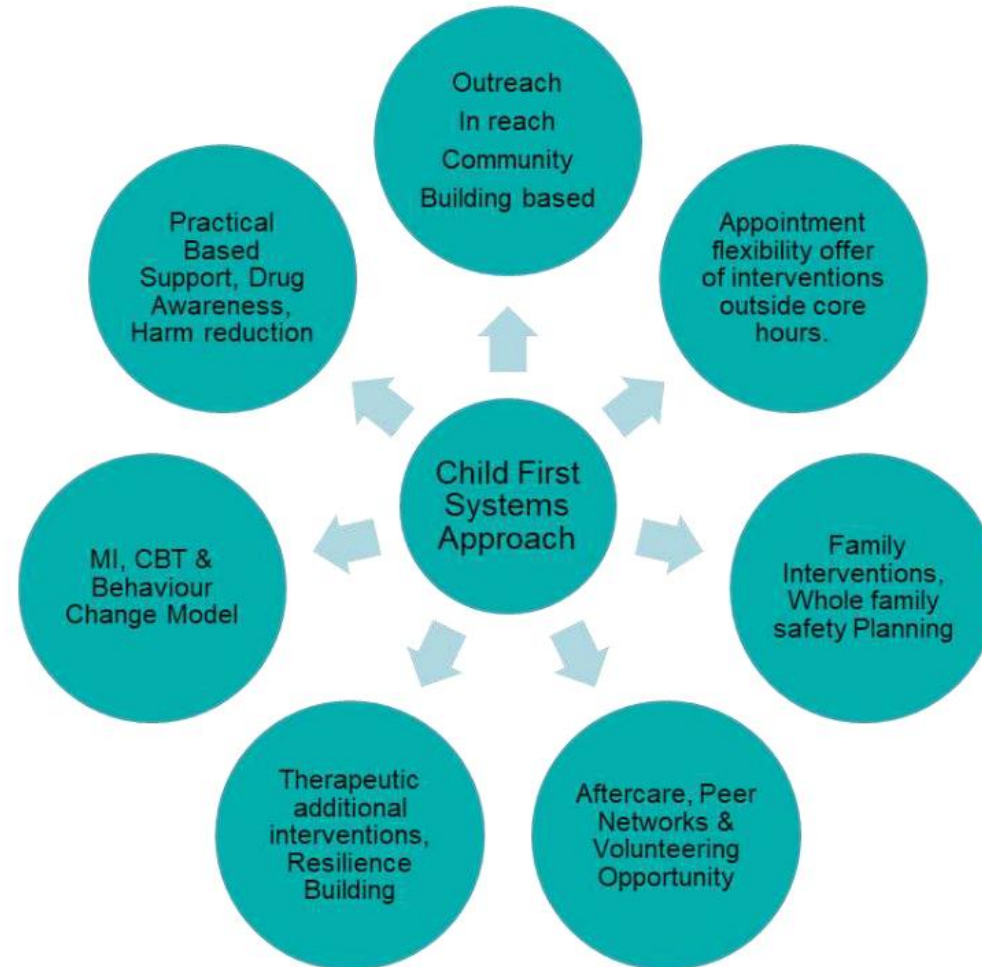 Outreach
In reach
Community
Building based
Appointment
flexibility offer
of interventions
outside core
hours.
Family
Interventions,
Whole family
safety Planning
Aftercare, Peer
Networks &
Volunteering
Opportunity
Therapeutic
additional
interventions,
Resilience
Building
MI, CBT &
Behaviour
Change Model
Practical
Based
Support, Drug
Awareness,
Harm reduction
Child First
Systems
Approach